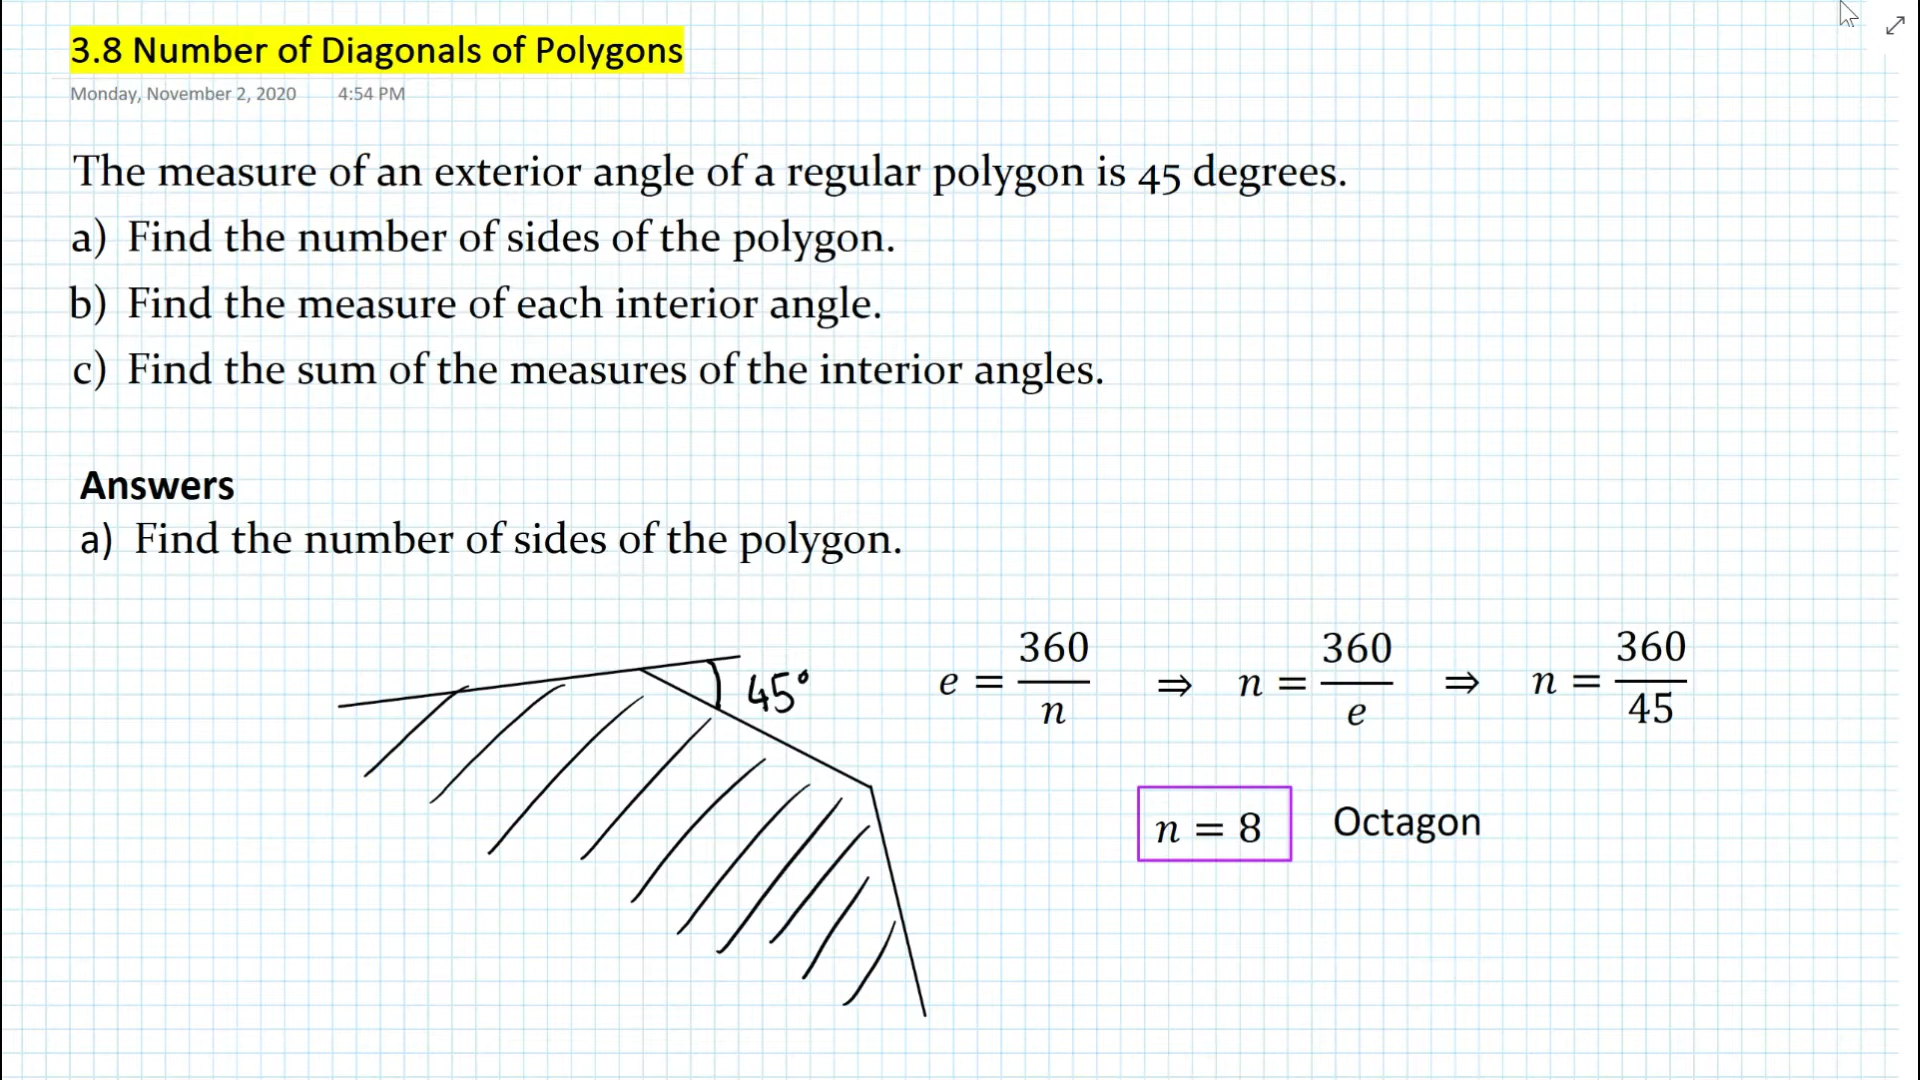 3.8 Number of Diagonals of Polygons
Monday, November 2, 2020 4:54 PM
The measure of an exterior angle of a regular polygon is 45 degrees.
a) Find the number of sides of the polygon.
b) Find the measure of each interior angle.
c) Find the sum of the measures of the interior angles.
Answers
a) Find the number of sides of the polygon.
45°
e = 360/n ⇒ n = 360/e ⇒ n = 360/45
n = 8 Octagon